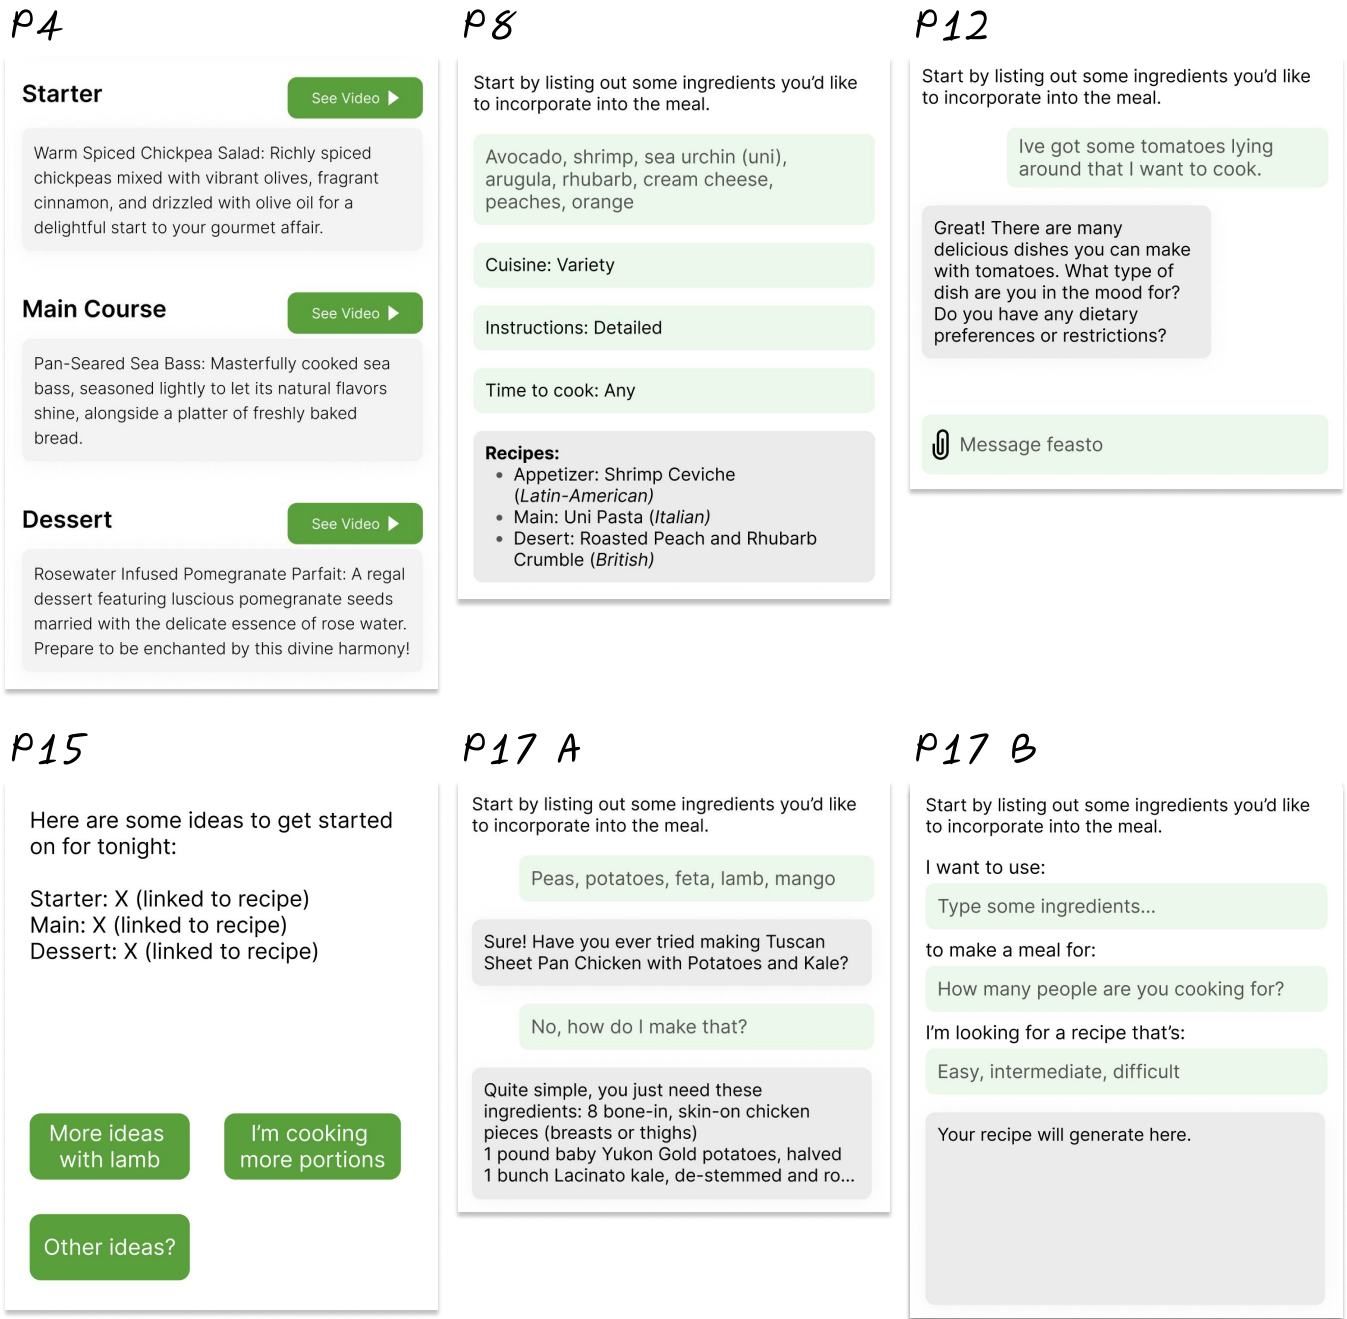 P4
Starter
See Video
Warm Spiced Chickpea Salad: Richly spiced
chickpeas mixed with vibrant olives, fragrant
cinnamon, and drizzled with olive oil for a
delightful start to your gourmet affair.
Main Course
See Video
Pan-Seared Sea Bass: Masterfully cooked sea
bass, seasoned lightly to let its natural flavors
shine, alongside a platter of freshly baked
bread.
Dessert
See Video
Rosewater Infused Pomegranate Parfait: A regal
dessert featuring luscious pomegranate seeds
married with the delicate essence of rose water.
Prepare to be enchanted by this divine harmony!
P8
Start by listing out some ingredients you'd like
to incorporate into the meal.
Avocado, shrimp, sea urchin (uni),
arugula, rhubarb, cream cheese,
peaches, orange
Cuisine: Variety
Instructions: Detailed
Time to cook: Any
Recipes:
• Appetizer: Shrimp Ceviche
(Latin-American)
• Main: Uni Pasta (Italian)
• Desert: Roasted Peach and Rhubarb
Crumble (British)
P12
Start by listing out some ingredients you'd like
to incorporate into the meal.
Ive got some tomatoes lying
around that I want to cook.
Great! There are many
delicious dishes you can make
with tomatoes. What type of
dish are you in the mood for?
Do you have any dietary
preferences or restrictions?
Message feasto
P15
Here are some ideas to get started
on for tonight:
Starter: X (linked to recipe)
Main: X (linked to recipe)
Dessert: X (linked to recipe)
More ideas
with lamb
I'm cooking
more portions
Other ideas?
P17 A
Start by listing out some ingredients you'd like
to incorporate into the meal.
Peas, potatoes, feta, lamb, mango
Sure! Have you ever tried making Tuscan
Sheet Pan Chicken with Potatoes and Kale?
No, how do I make that?
Quite simple, you just need these
ingredients: 8 bone-in, skin-on chicken
pieces (breasts or thighs)
1 pound baby Yukon Gold potatoes, halved
1 bunch Lacinato kale, de-stemmed and ro...
P17 B
Start by listing out some ingredients you'd like
to incorporate into the meal.
I want to use:
Type some ingredients...
to make a meal for:
How many people are you cooking for?
I'm looking for a recipe that's:
Easy, intermediate, difficult
Your recipe will generate here.